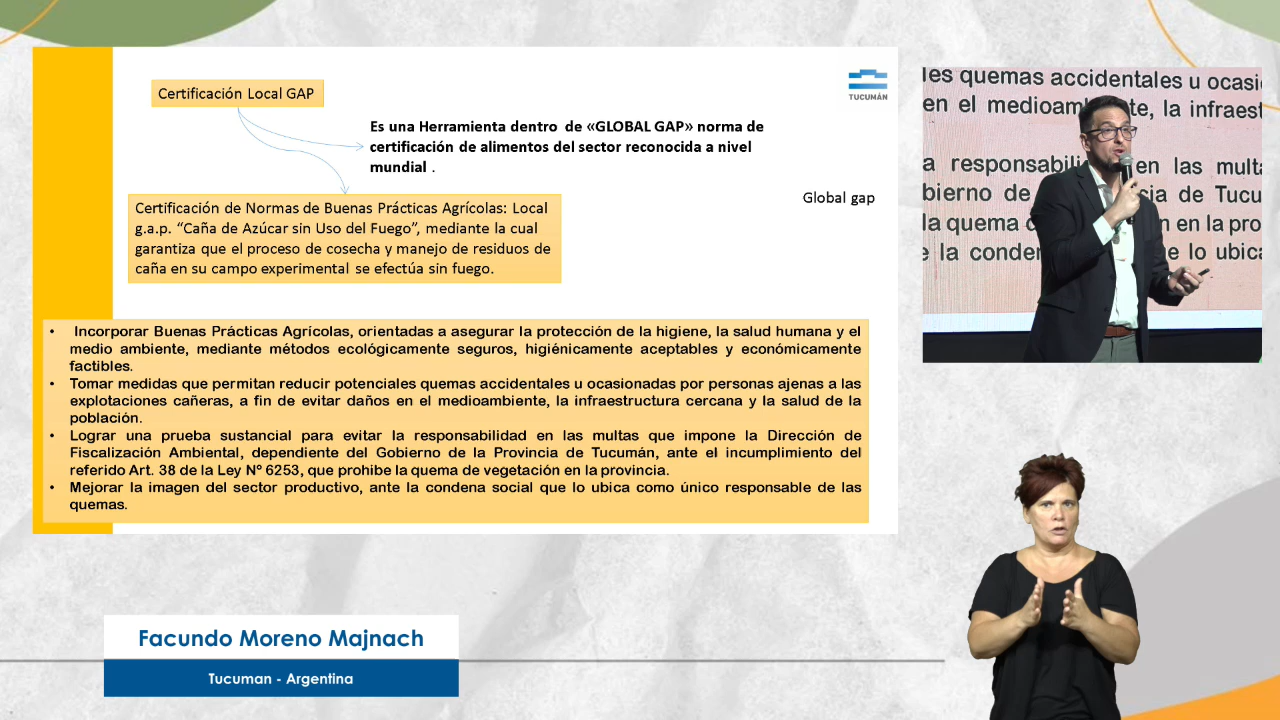 Certificación Local GAP
TUCUMÁN
Es una Herramienta dentro de «GLOBAL GAP» norma de
certificación de alimentos del sector reconocida a nivel
mundial .
Global gap
Certificación de Normas de Buenas Prácticas Agrícolas: Local
g.a.p. “Caña de Azúcar sin Uso del Fuego”, mediante la cual
garantiza que el proceso de cosecha y manejo de residuos de
caña en su campo experimental se efectúa sin fuego.
• Incorporar Buenas Prácticas Agrícolas, orientadas a asegurar la protección de la higiene, la salud humana y el
medio ambiente, mediante métodos ecológicamente seguros, higiénicamente aceptables y económicamente
factibles.
• Tomar medidas que permitan reducir potenciales quemas accidentales u ocasionadas por personas ajenas a las
explotaciones cañeras, a fin de evitar daños en el medioambiente, la infraestructura cercana y la salud de la
población.
• Lograr una prueba sustancial para evitar la responsabilidad en las multas que impone la Dirección de
Fiscalización Ambiental, dependiente del Gobierno de la Provincia de Tucumán, ante el incumplimiento del
referido Art. 38 de la Ley Nº 6253, que prohibe la quema de vegetación en la provincia.
• Mejorar la imagen del sector productivo, ante la condena social que lo ubica como único responsable de las
quemas.
les quemas accidentales u ocasi
en el medioam te, la infraest
a responsabili en las multa
bierno de cia de Tucu
la quema n en la pro
la conde e lo ubica
Facundo Moreno Majnach
Tucuman - Argentina